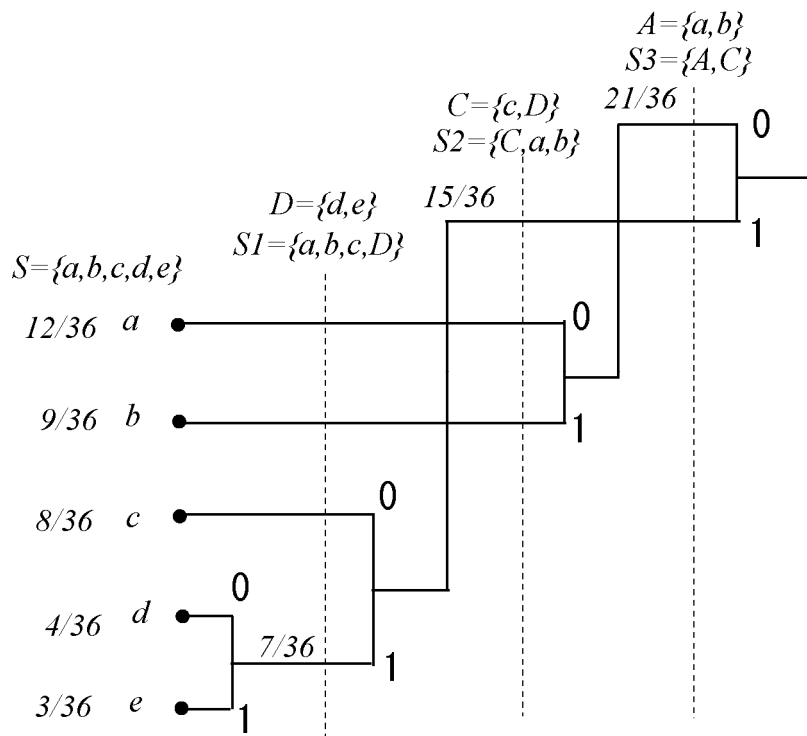 A={a,b}
S3={A,C}
21/36
0
C={c,D}
S2={C,a,b}
15/36
D={d,e}
S1={a,b,c,D}
1
S={a,b,c,d,e}
12/36 a
0
9/36 b
1
8/36 c
0
4/36 d
0
7/36
1
3/36 e
1